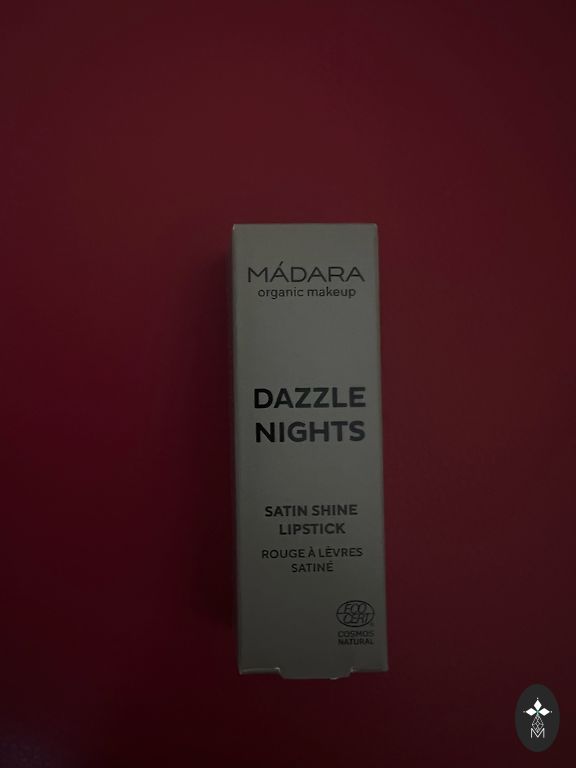 MÁDARA
organic makeup
DAZZLE
NIGHTS
SATIN SHINE
LIPSTICK
ROUGE À LÈVRES
SATINÉ
ECO
CERT
COSMOS
NATURAL
M